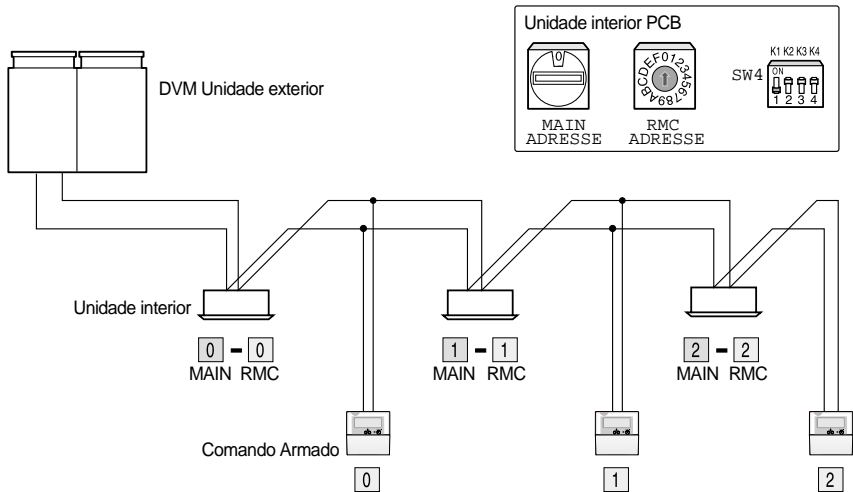 Unidade interior PCB
K1 K2 K3 K4
SW4
ON
1 2 3 4
0
F0123456789ABCDE
MAIN
ADRESSE
RMC
ADRESSE
DVM Unidade exterior
Unidade interior
0 - 0
MAIN RMC
1 - 1
MAIN RMC
2 - 2
MAIN RMC
Comando Armado
0
1
2